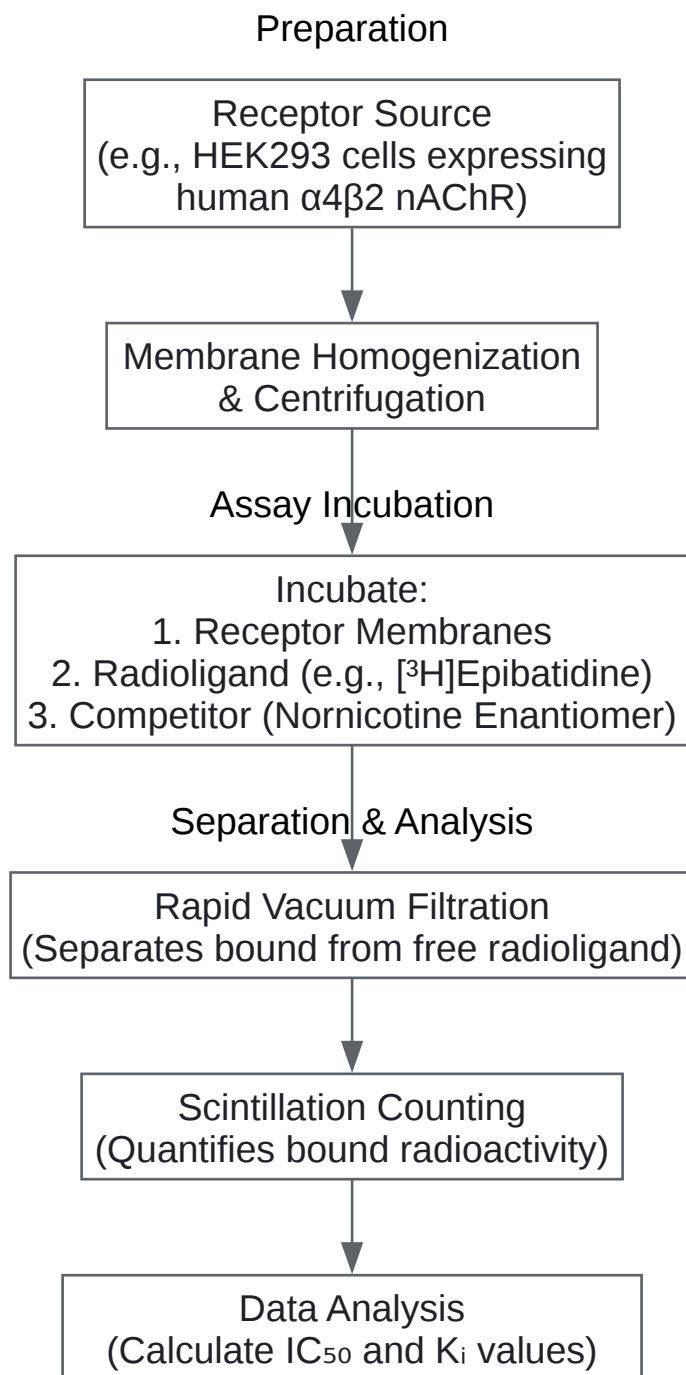 Preparation
Receptor Source
(e.g., HEK293 cells expressing
human α4β2 nAChR)
Membrane Homogenization
& Centrifugation
Assay Incubation
Incubate:
1. Receptor Membranes
2. Radioligand (e.g., [³H]Epibatidine)
3. Competitor (Nornicotine Enantiomer)
Separation & Analysis
Rapid Vacuum Filtration
(Separates bound from free radioligand)
Scintillation Counting
(Quantifies bound radioactivity)
Data Analysis
(Calculate IC₅₀ and Kᵢ values)